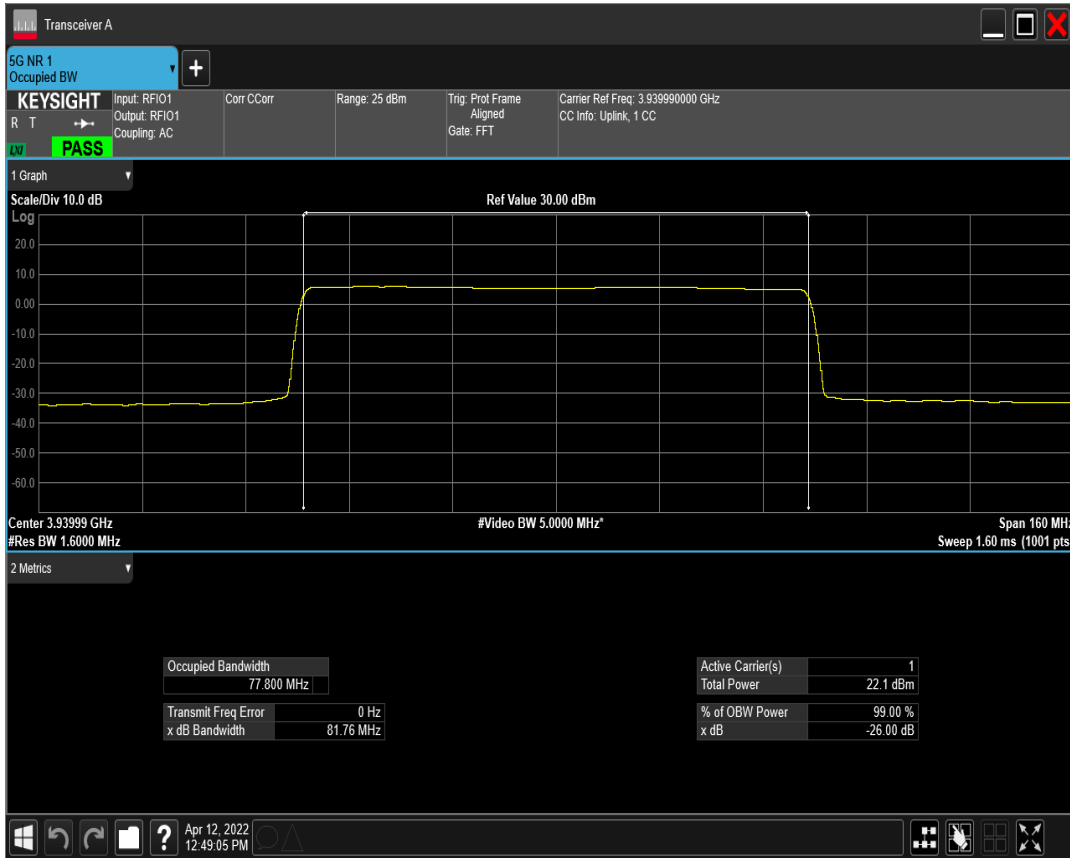 Transceiver A
5G NR 1
Occupied BW
+
KEYSIGHT
R T
LXI
PASS
Input: RFIO1
Output: RFIO1
Coupling: AC
Corr CCorr
Range: 25 dBm
Trig: Prot Frame
Aligned
Gate: FFT
Carrier Ref Freq: 3.939990000 GHz
CC Info: Uplink, 1 CC
1 Graph
Scale/Div 10.0 dB
Ref Value 30.00 dBm
Log
20.0
10.0
0.00
-10.0
-20.0
-30.0
-40.0
-50.0
-60.0
Center 3.93999 GHz
#Video BW 5.0000 MHz*
Span 160 MHz
#Res BW 1.6000 MHz
Sweep 1.60 ms (1001 pts
2 Metrics
Occupied Bandwidth
77.800 MHz
Transmit Freq Error 0 Hz
x dB Bandwidth 81.76 MHz
Active Carrier(s) 1
Total Power 22.1 dBm
% of OBW Power 99.00 %
x dB -26.00 dB
?
Apr 12, 2022
12:49:05 PM